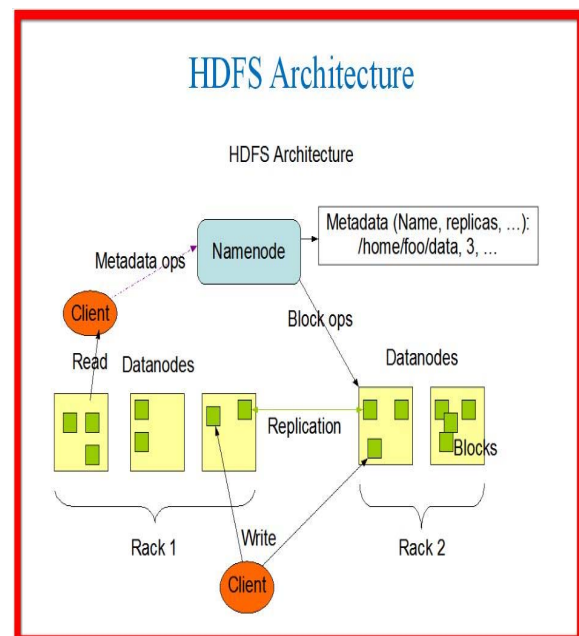 HDFS Architecture
HDFS Architecture
Metadata (Name, replicas, ...):
/home/foo/data, 3, ...
Namenode
Metadata ops
Client
Block ops
Read
Datanodes
Datanodes
Replication
Blocks
Rack 1
Write
Rack 2
Client